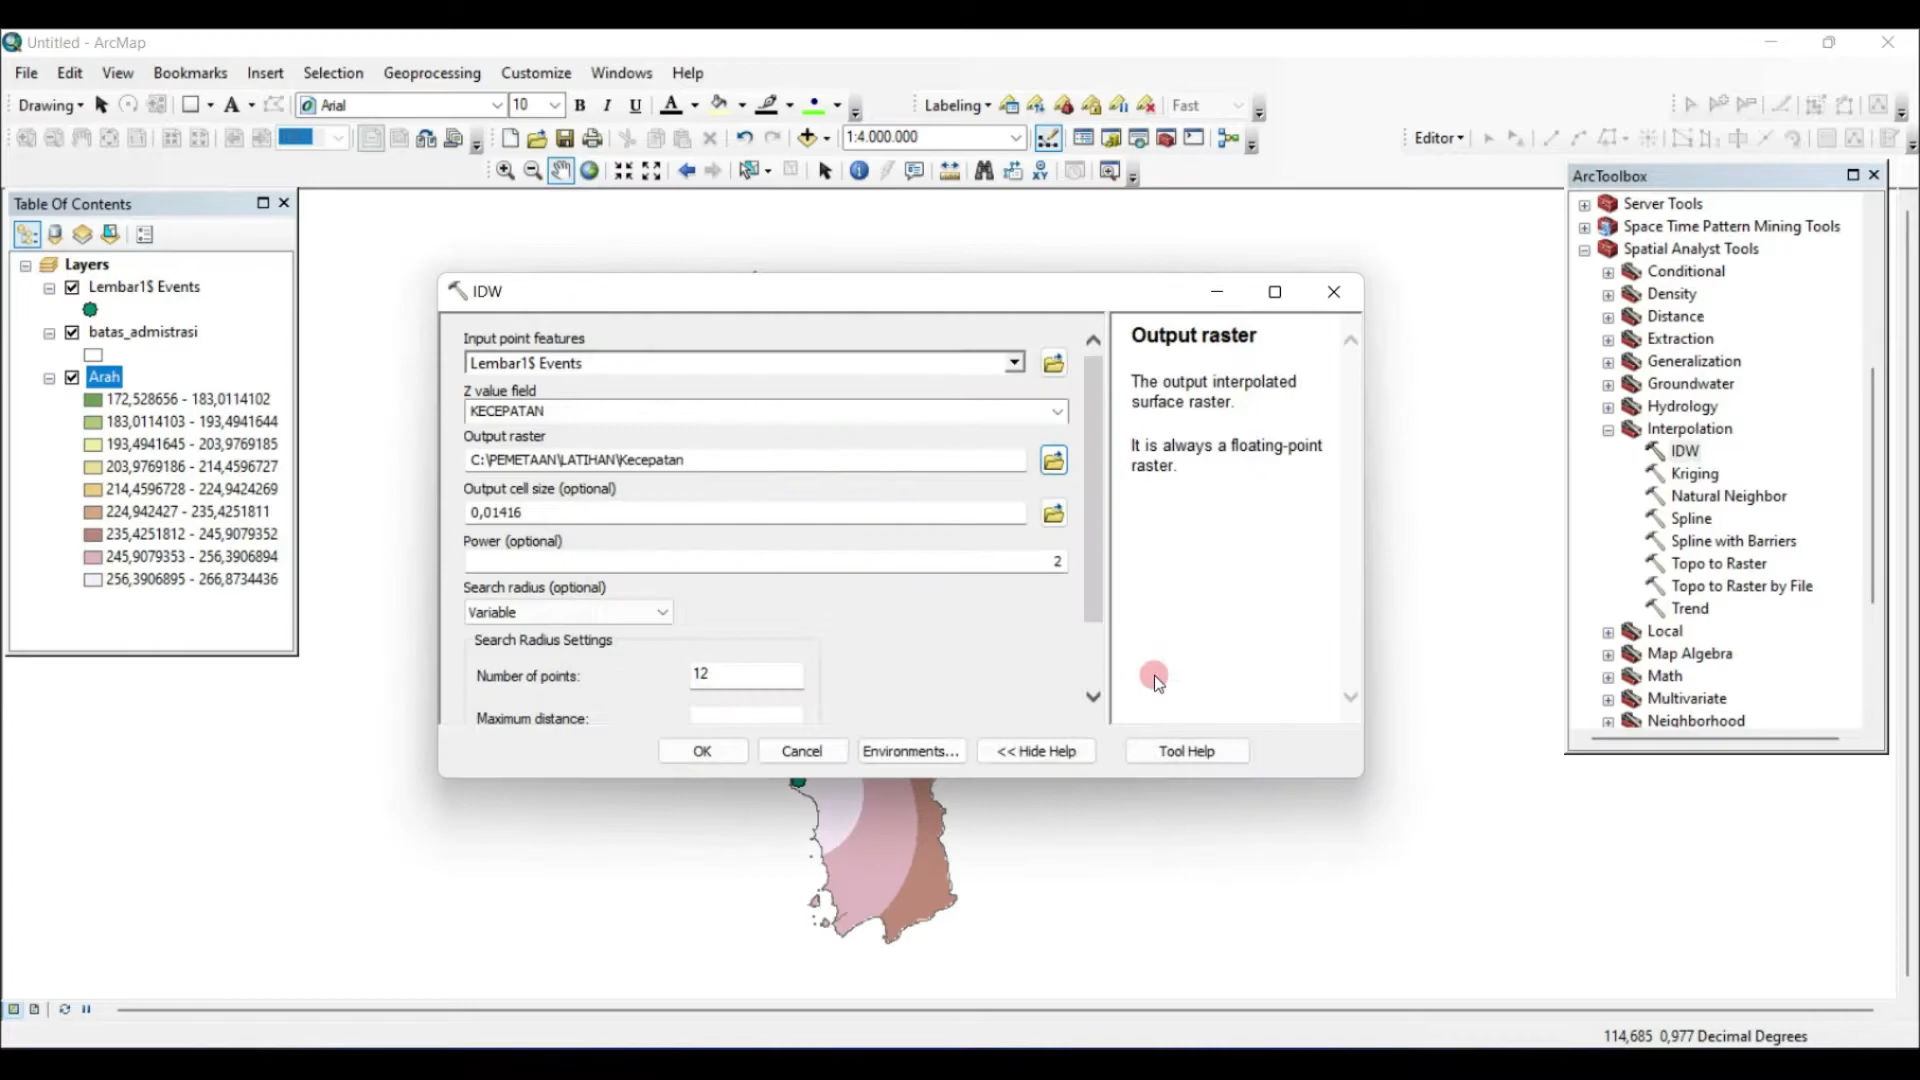 Untitled - ArcMap
File Edit View Bookmarks Insert Selection Geoprocessing Customize Windows Help
Drawing Arial 10 B I U A Labeling Fast
1:4.000.000 Editor
Table Of Contents
Layers
Lembar1$ Events
batas_admistrasi
Arah
172,528656 - 183,0114102
183,0114103 - 193,4941644
193,4941645 - 203,9769185
203,9769186 - 214,4596727
214,4596728 - 224,9424269
224,942427 - 235,4251811
235,4251812 - 245,9079352
245,9079353 - 256,3906894
256,3906895 - 266,8734436
IDW
Input point features
Lembar1$ Events
Z value field
KECEPATAN
Output raster
C:\PEMETAAN\LATIHAN\Kecepatan
Output cell size (optional)
0,01416
Power (optional)
2
Search radius (optional)
Variable
Search Radius Settings
Number of points: 12
Maximum distance:
OK Cancel Environments... << Hide Help Tool Help
Output raster
The output interpolated
surface raster.
It is always a floating-point
raster.
ArcToolbox
Server Tools
Space Time Pattern Mining Tools
Spatial Analyst Tools
Conditional
Density
Distance
Extraction
Generalization
Groundwater
Hydrology
Interpolation
IDW
Kriging
Natural Neighbor
Spline
Spline with Barriers
Topo to Raster
Topo to Raster by File
Trend
Local
Map Algebra
Math
Multivariate
Neighborhood
114,685 0,977 Decimal Degrees